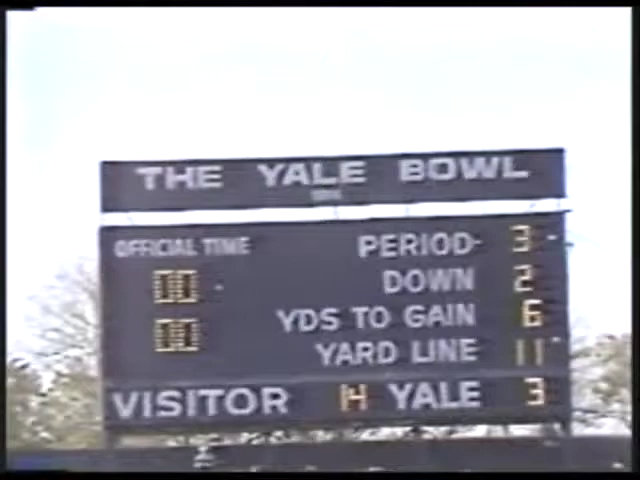 THE YALE BOWL
OFFICIAL TIME PERIOD 3
00 DOWN 2
00 YDS TO GAIN 6
YARD LINE 11
VISITOR 14 YALE 3